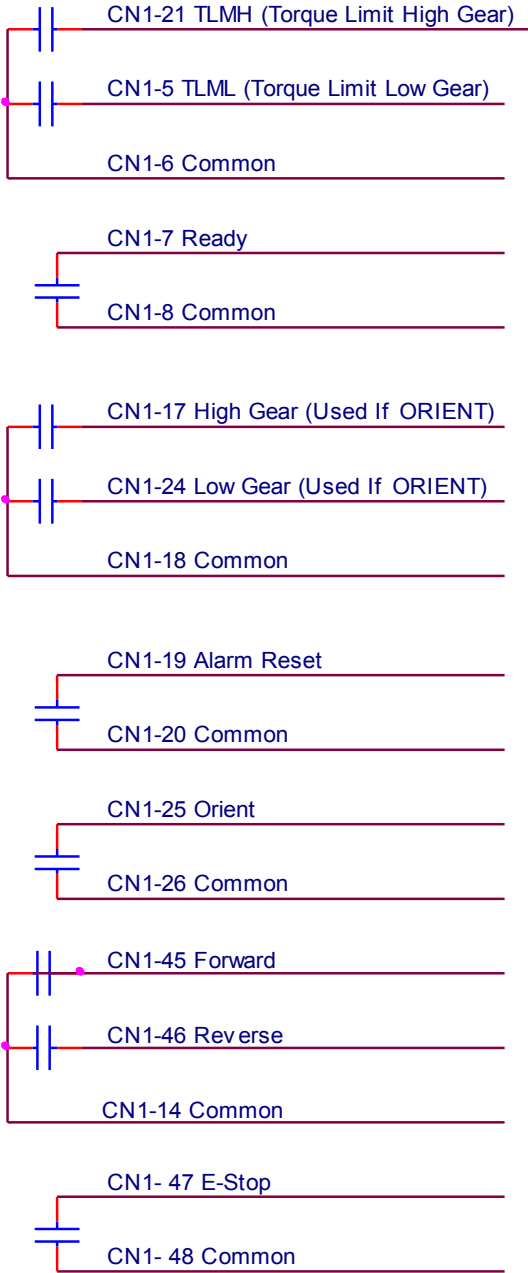 CN1-21 TLMH (Torque Limit High Gear)
CN1-5 TLML (Torque Limit Low Gear)
CN1-6 Common
CN1-7 Ready
CN1-8 Common
CN1-17 High Gear (Used If ORIENT)
CN1-24 Low Gear (Used If ORIENT)
CN1-18 Common
CN1-19 Alarm Reset
CN1-20 Common
CN1-25 Orient
CN1-26 Common
CN1-45 Forward
CN1-46 Reverse
CN1-14 Common
CN1- 47 E-Stop
CN1- 48 Common